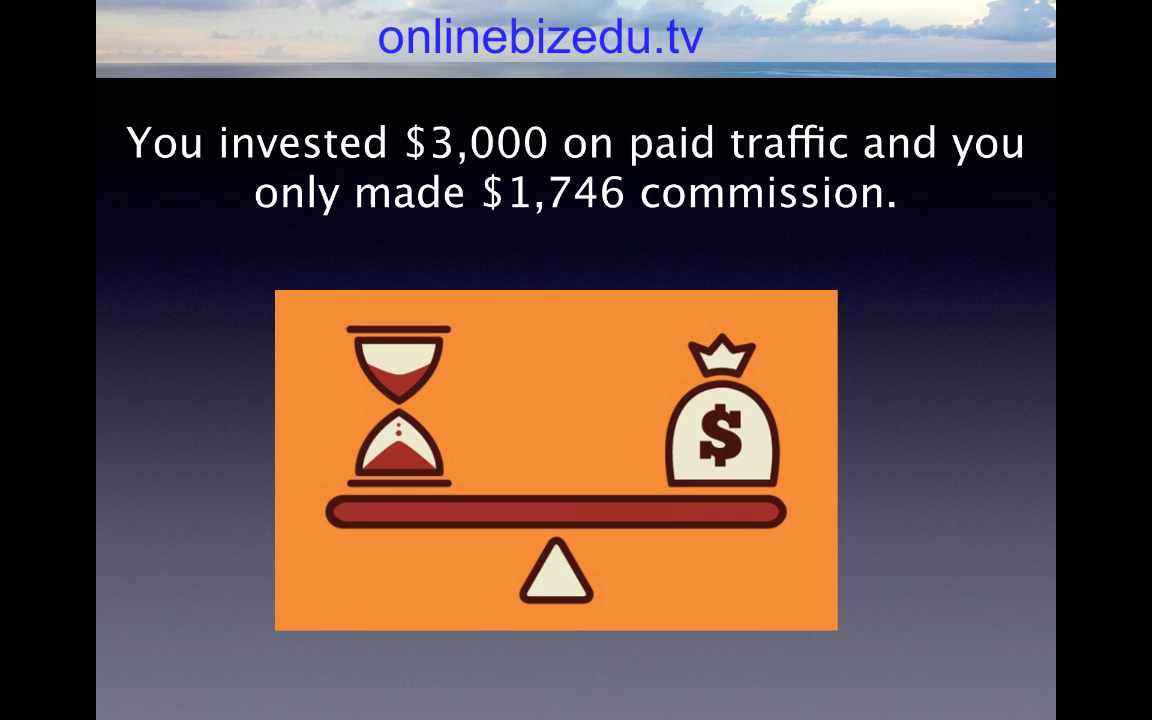 onlinebizedu.tv
You invested $3,000 on paid traffic and you
only made $1,746 commission.
$